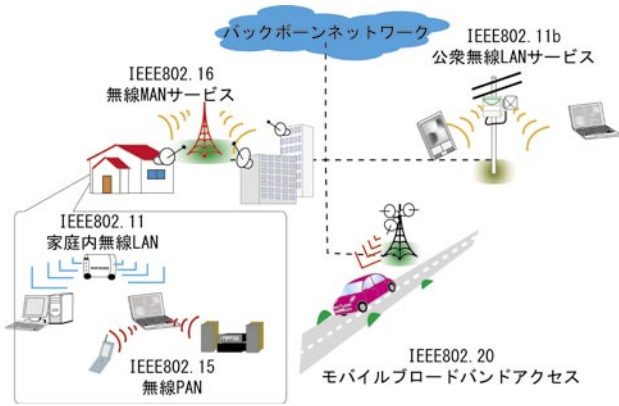 バックボーンネットワーク
IEEE802.11b
公衆無線LANサービス
IEEE802.16
無線MANサービス
IEEE802.11
家庭内無線LAN
IEEE802.15
無線PAN
IEEE802.20
モバイルブロードバンドアクセス